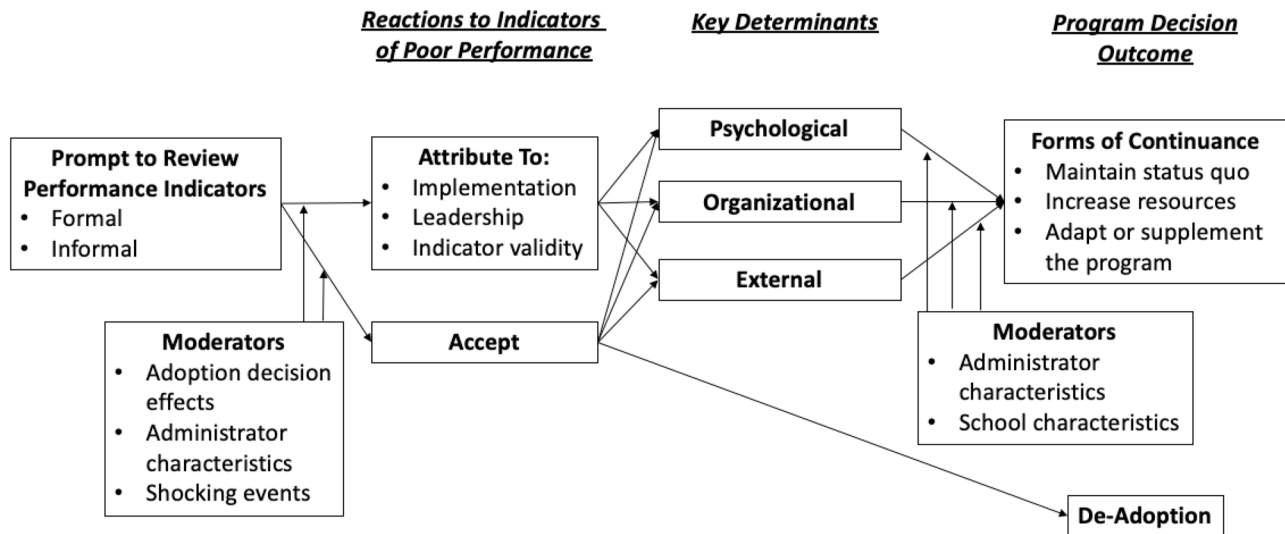 Reactions to Indicators
of Poor Performance
Key Determinants
Program Decision
Outcome
Prompt to Review
Performance Indicators
• Formal
• Informal
Attribute To:
• Implementation
• Leadership
• Indicator validity
Accept
Moderators
• Adoption decision
effects
• Administrator
characteristics
• Shocking events
Psychological
Organizational
External
Forms of Continuance
• Maintain status quo
• Increase resources
• Adapt or supplement
the program
Moderators
• Administrator
characteristics
• School characteristics
De-Adoption